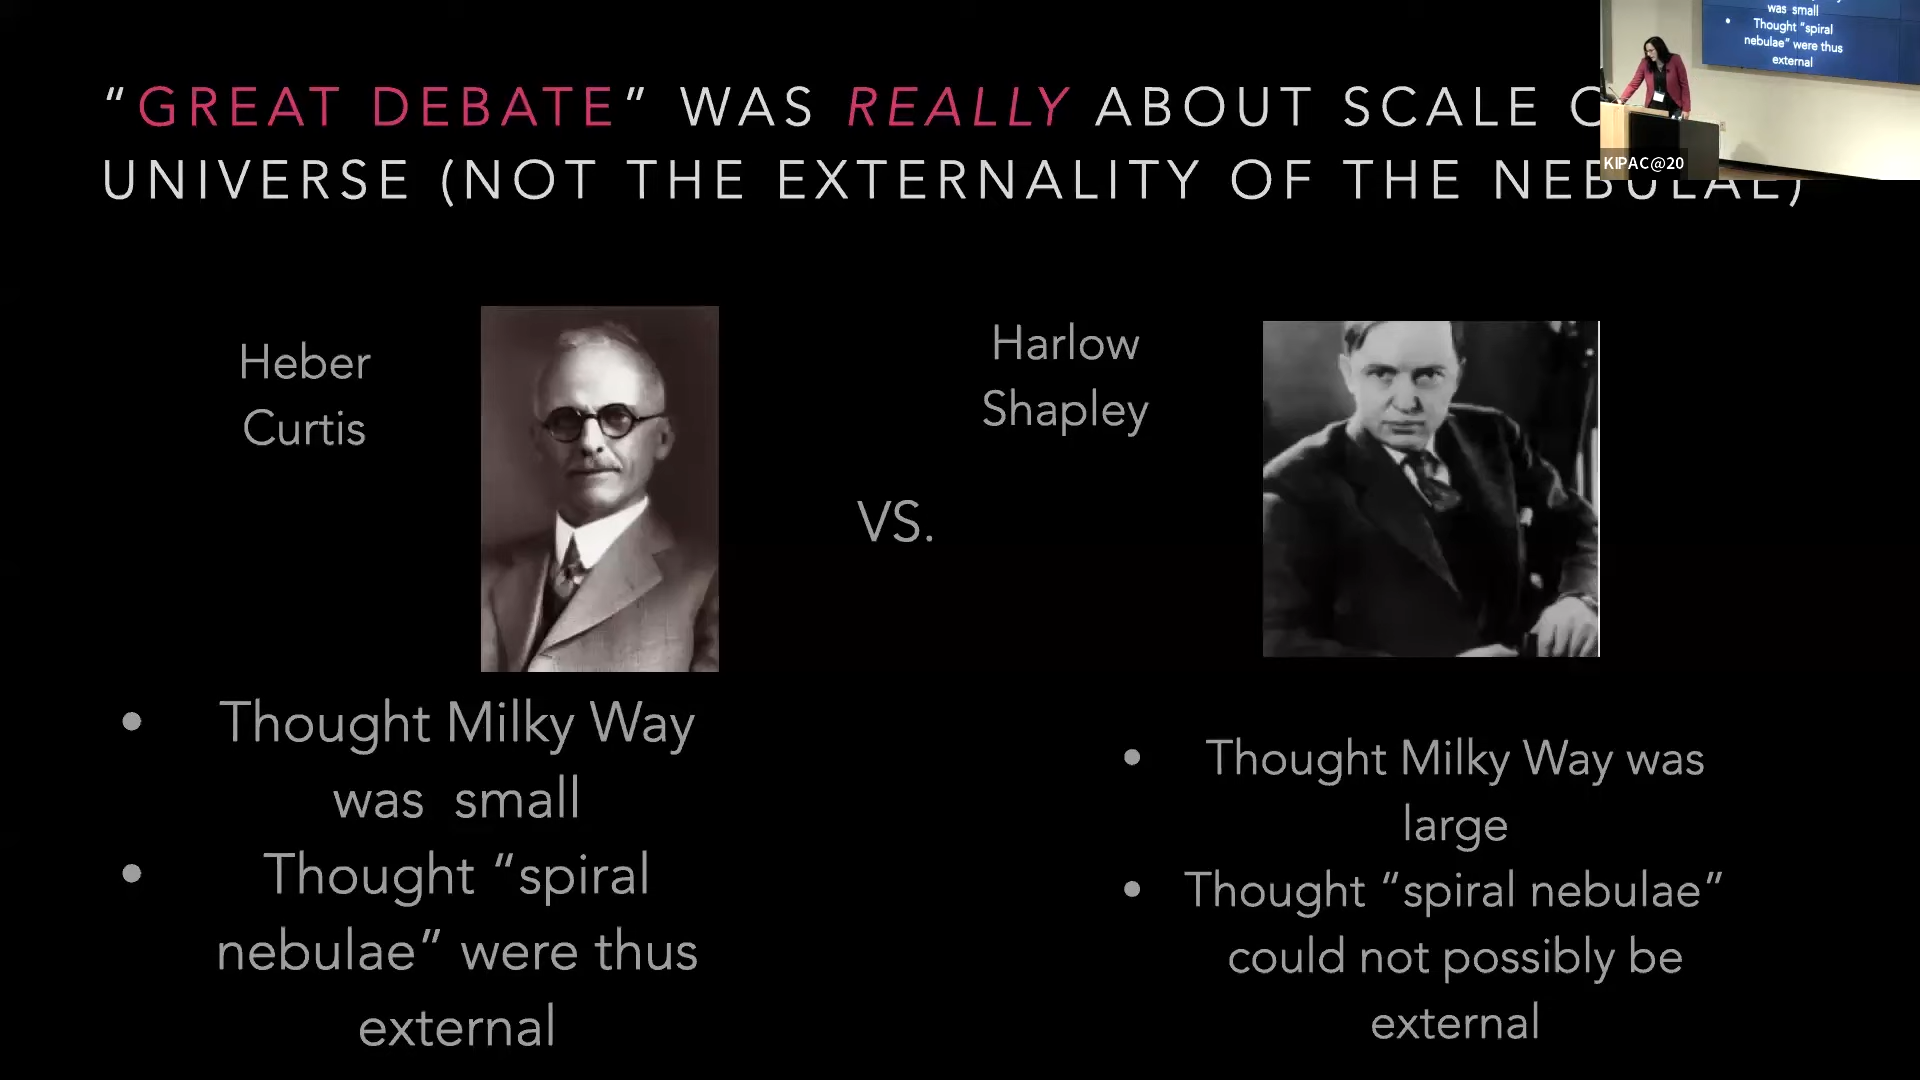 “GREAT DEBATE” WAS REALLY ABOUT SCALE
UNIVERSE (NOT THE EXTERNALITY OF THE NEBULAE)
Heber
Curtis
VS.
Harlow
Shapley
• Thought Milky Way
was small
• Thought “spiral
nebulae” were thus
external
• Thought Milky Way was
large
• Thought “spiral nebulae”
could not possibly be
external
was small
• Thought “spiral
nebulae” were thus
external
KIPAC@20